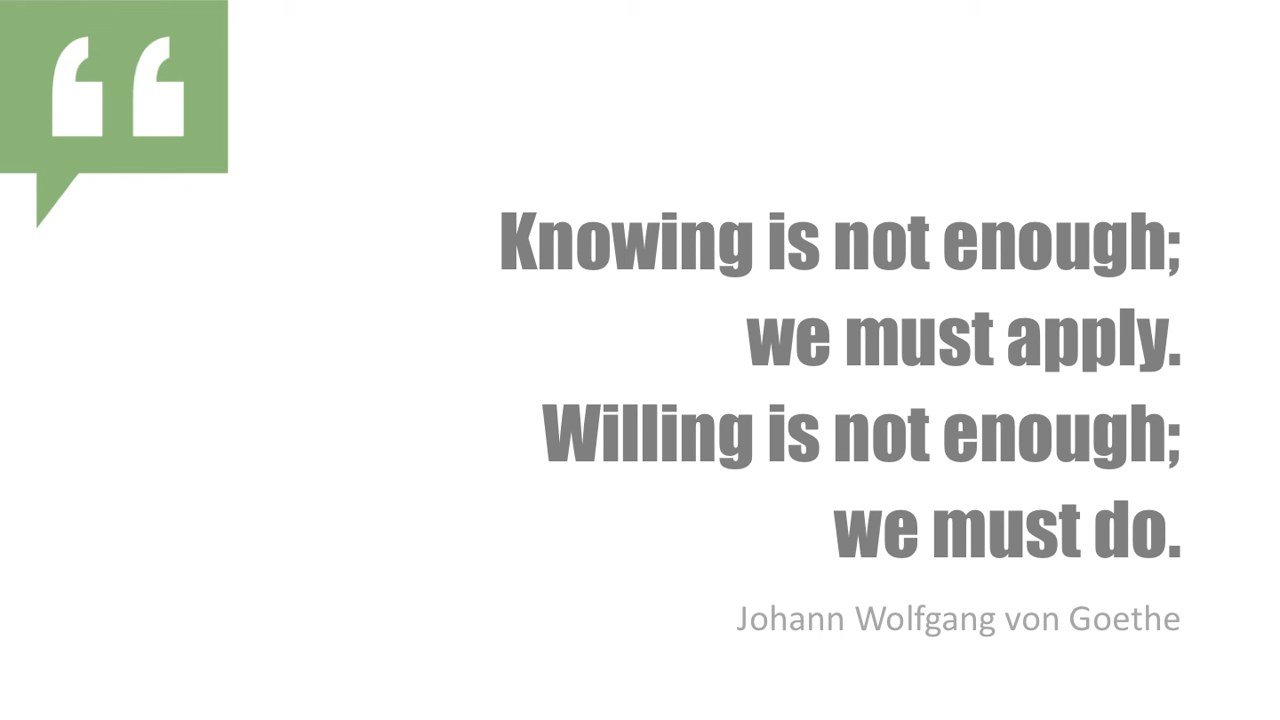 “
Knowing is not enough;
we must apply.
Willing is not enough;
we must do.
Johann Wolfgang von Goethe